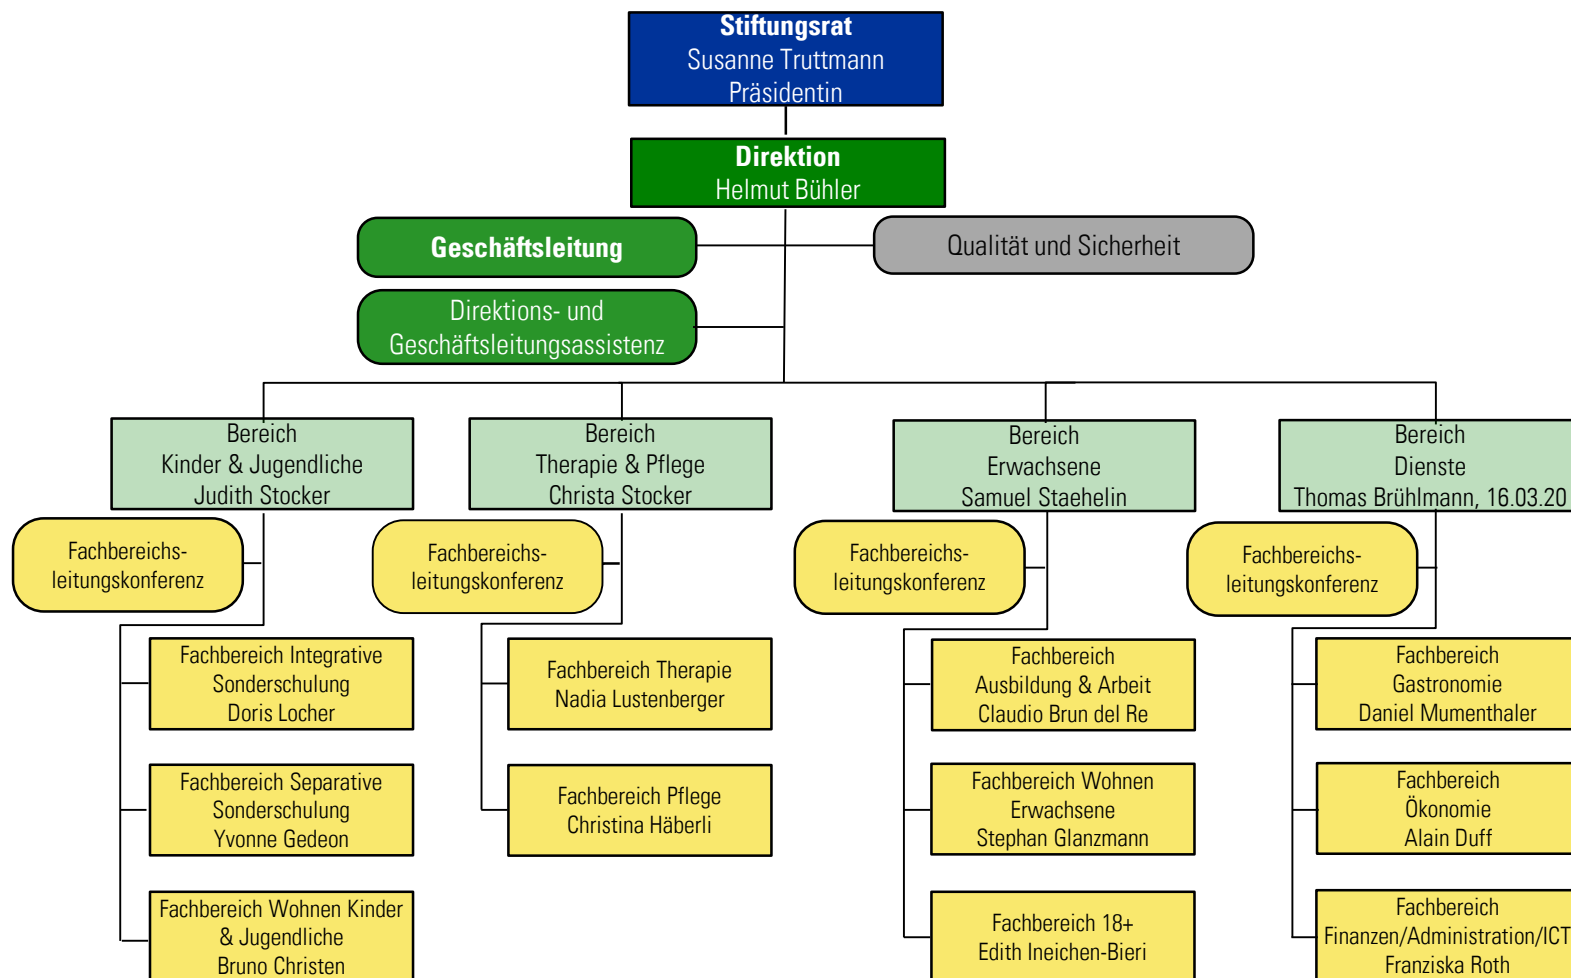 Stiftungsrat
Susanne Truttmann
Präsidentin
Direktion
Helmut Bühler
Geschäftsleitung
Qualität und Sicherheit
Direktions- und
Geschäftsleitungsassistenz
Bereich
Kinder & Jugendliche
Judith Stocker
Bereich
Therapie & Pflege
Christa Stocker
Bereich
Erwachsene
Samuel Staehelin
Bereich
Dienste
Thomas Brühlmann, 16.03.20
Fachbereichs-
leitungskonferenz
Fachbereichs-
leitungskonferenz
Fachbereichs-
leitungskonferenz
Fachbereichs-
leitungskonferenz
Fachbereich Integrative
Sonderschulung
Doris Locher
Fachbereich Therapie
Nadia Lustenberger
Fachbereich
Ausbildung & Arbeit
Claudio Brun del Re
Fachbereich
Gastronomie
Daniel Mumenthaler
Fachbereich Separative
Sonderschulung
Yvonne Gedeon
Fachbereich Pflege
Christina Häberli
Fachbereich Wohnen
Erwachsene
Stephan Glanzmann
Fachbereich
Ökonomie
Alain Duff
Fachbereich Wohnen Kinder
& Jugendliche
Bruno Christen
Fachbereich 18+
Edith Ineichen-Bieri
Fachbereich
Finanzen/Administration/ICT
Franziska Roth